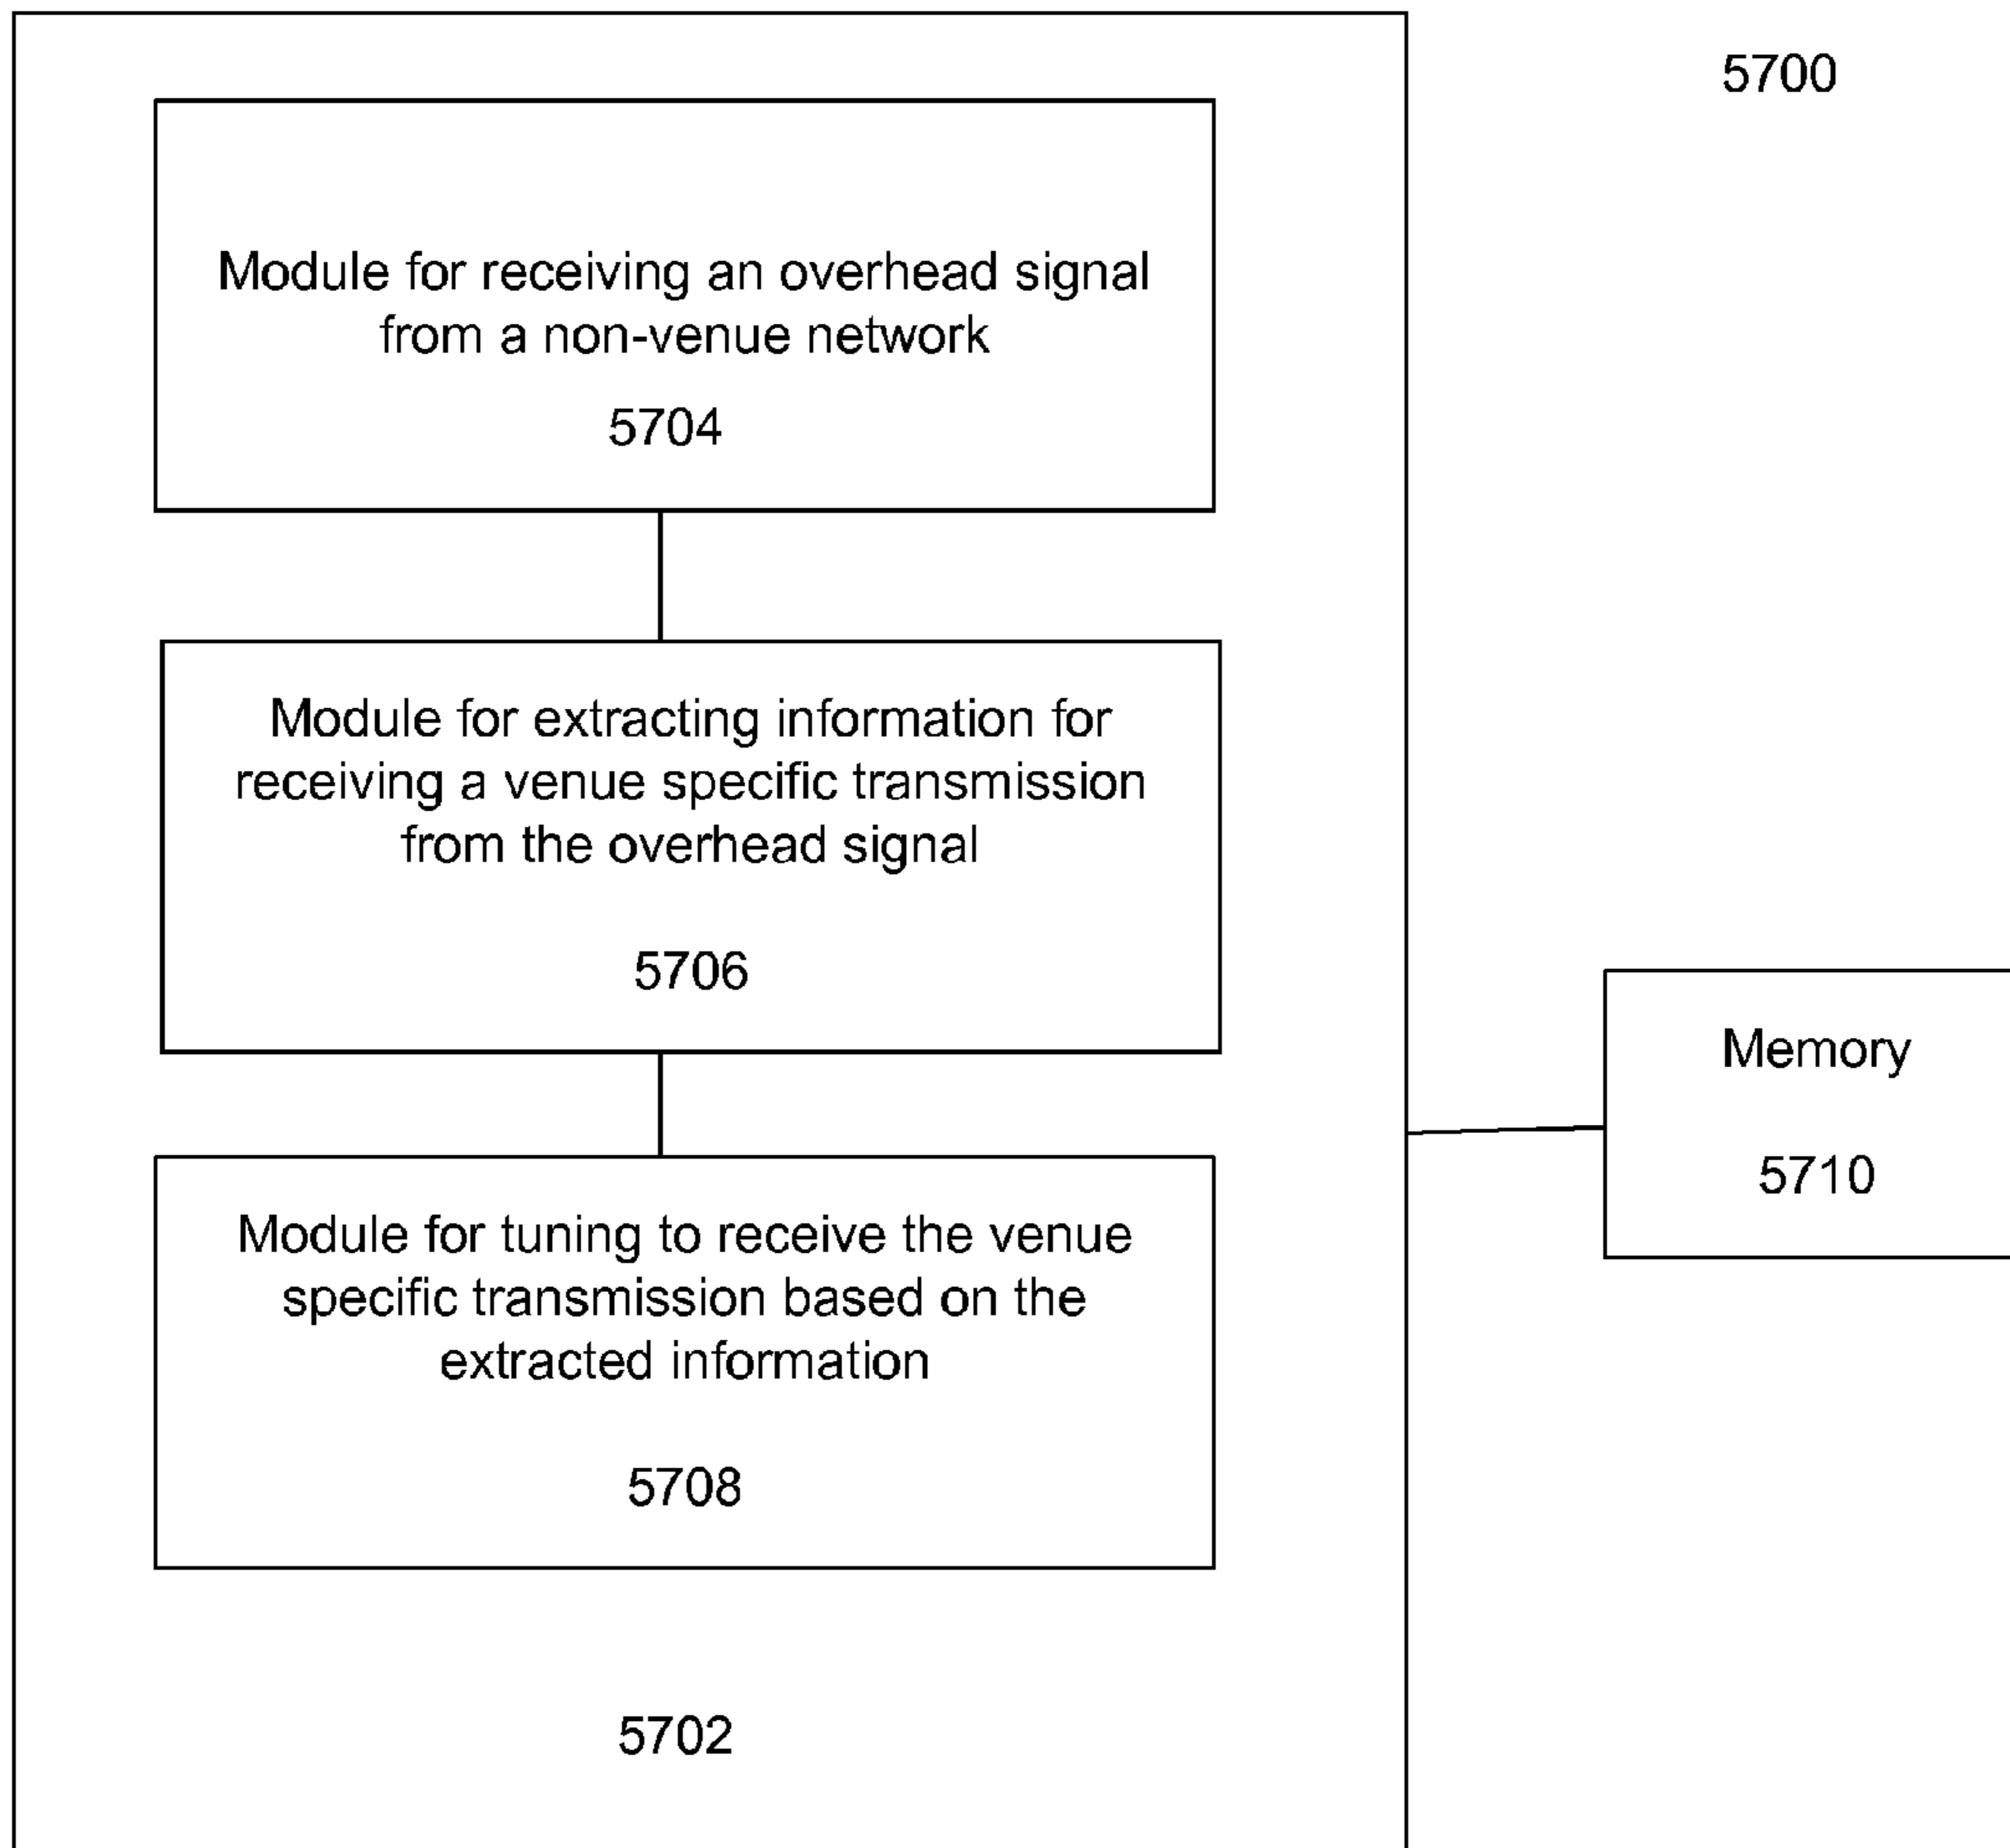 5700
Module for receiving an overhead signal
from a non-venue network
5704
Module for extracting information for
receiving a venue specific transmission
from the overhead signal
5706
Memory
5710
Module for tuning to receive the venue
specific transmission based on the
extracted information
5708
5702